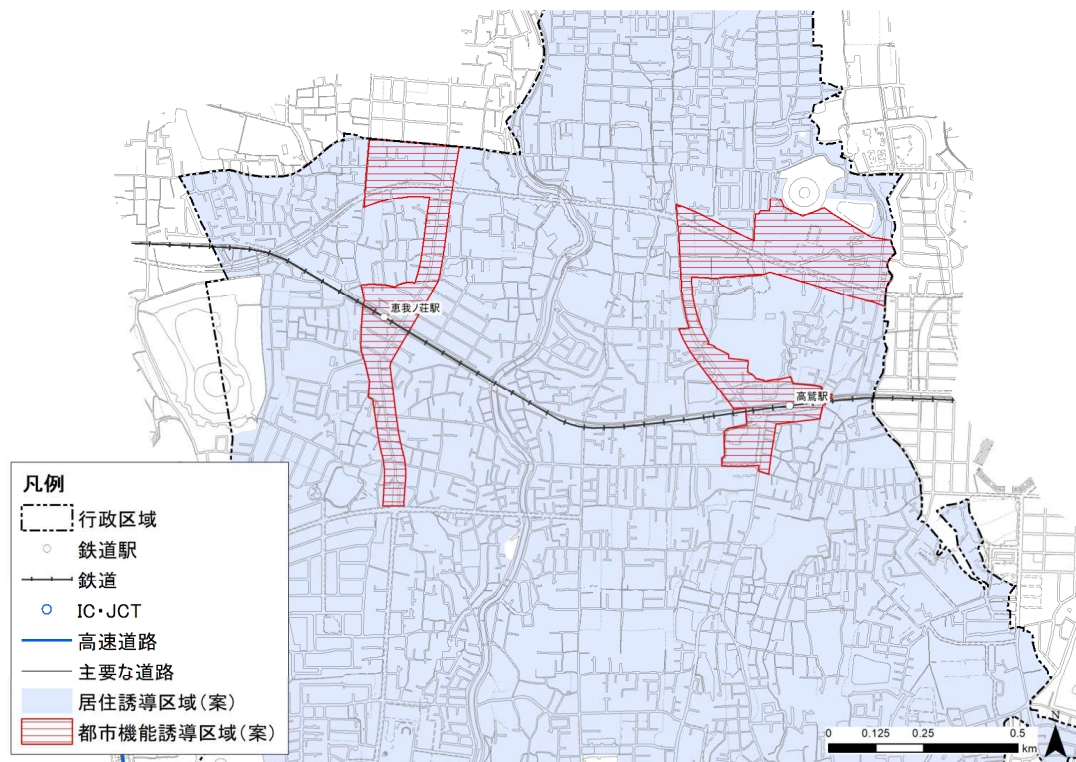 恵我ノ荘駅
高鷲駅
凡例
行政区域
鉄道駅
鉄道
IC・JCT
高速道路
主要な道路
居住誘導区域(案)
都市機能誘導区域(案)
0 0.125 0.25 0.5
km
N